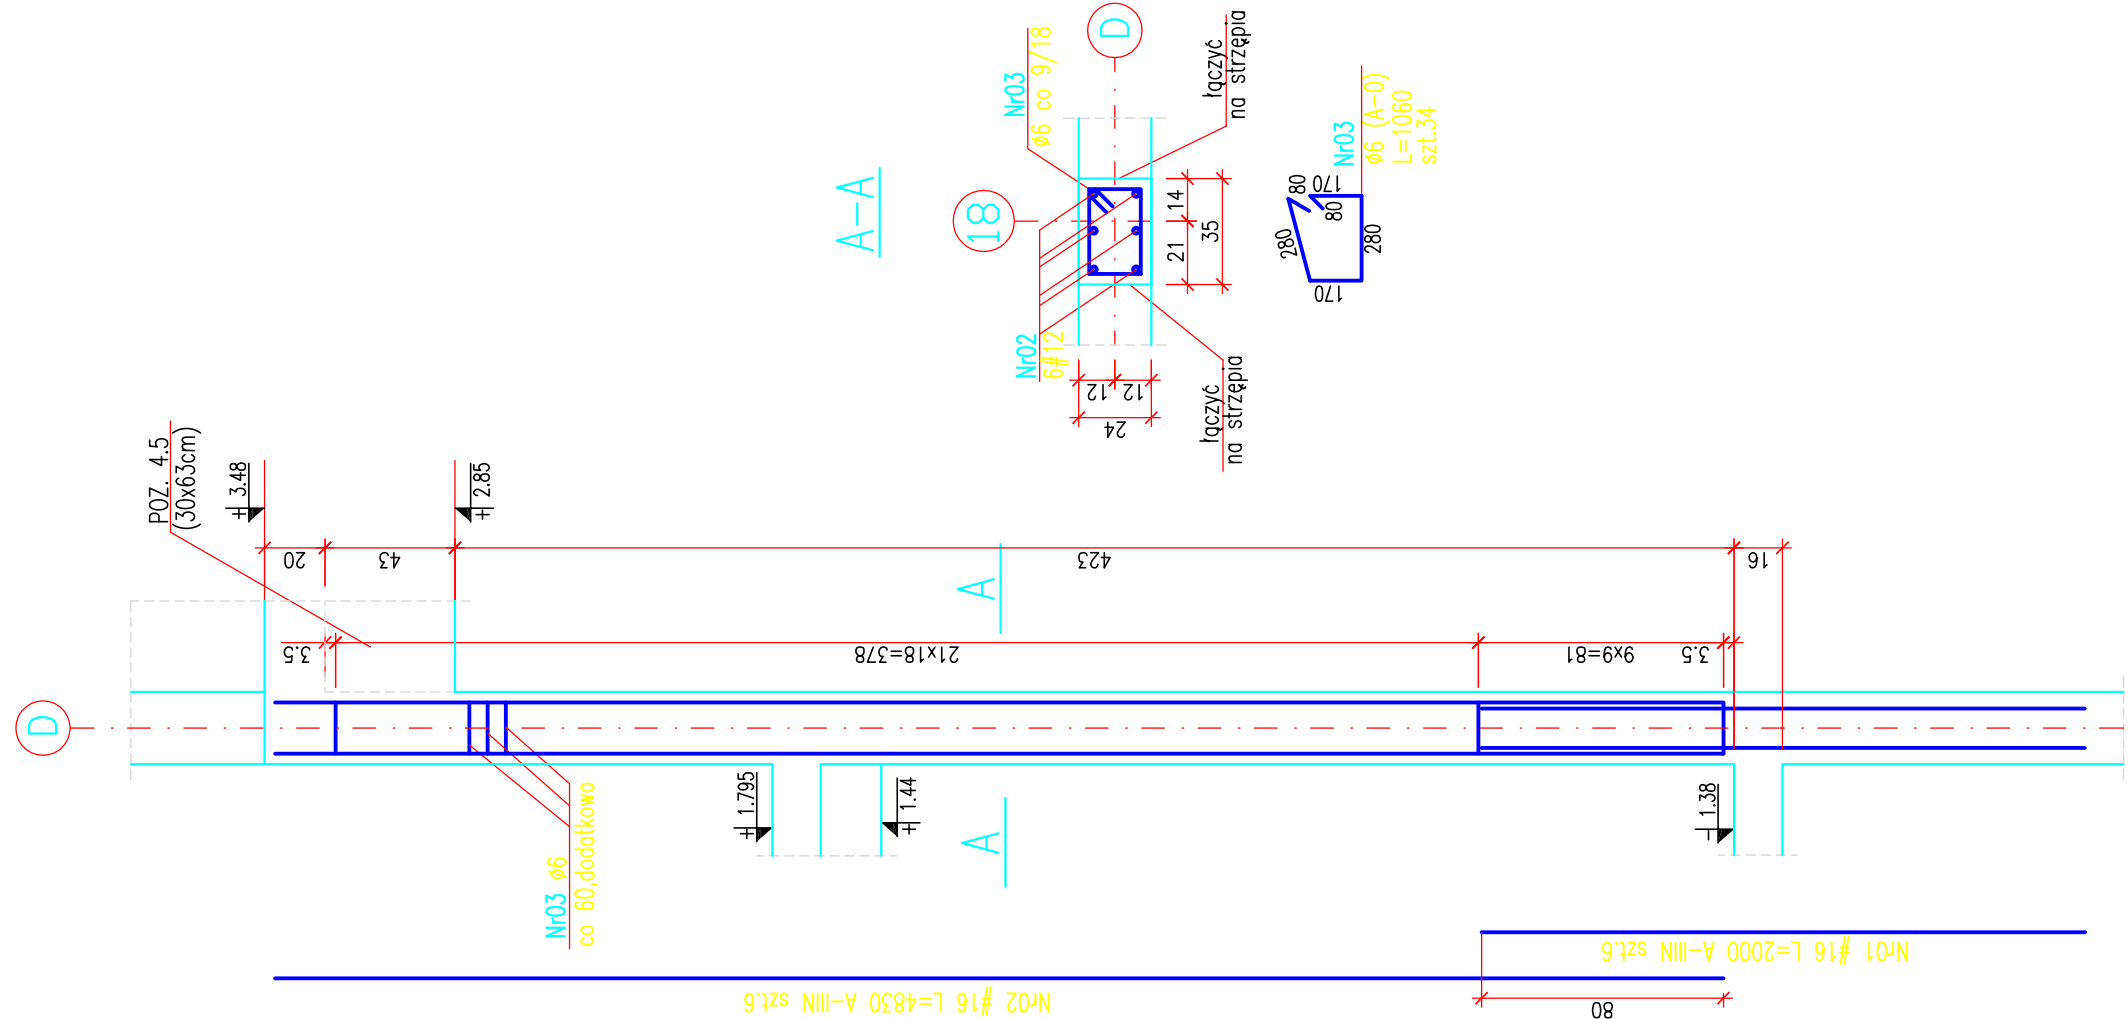 D
POZ. 4.5
(30x63cm)
+ 3.48
+ 2.85
20
43
423
16
3.5
21x18=378
9x9=81
3.5
A
A
+ 1.795
+ 1.44
- 1.38
Nr03 ø6
co 60,dodatkowo
Nr01 #16 L=2000 A-IIIN szt.6
Nr02 #16 L=4830 A-IIIN szt.6
80
A-A
18
D
Nr03
ø6 co 9/18
łączyć
na strzępia
Nr02
6#12
łączyć
na strzępia
12
12
24
21
14
35
Nr03
ø6 (A-0)
L=1060
szt.34
280
80
170
80
280
170